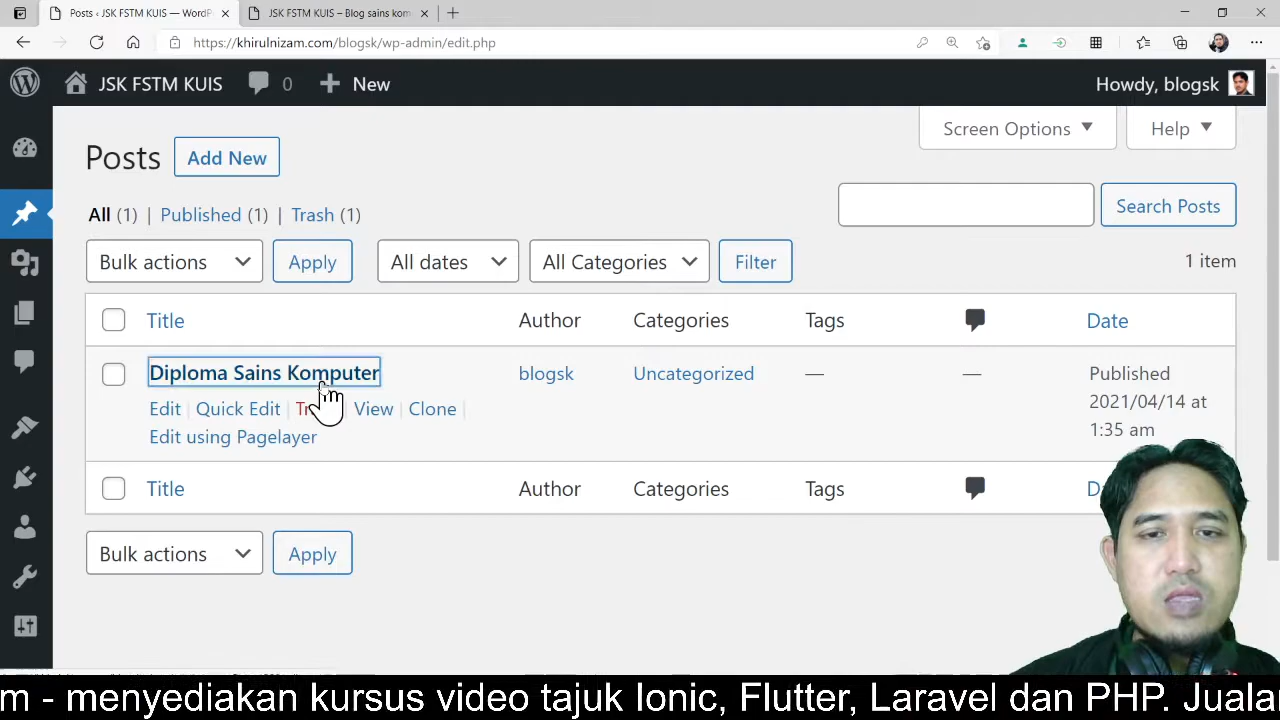 Posts ‹ JSK FSTM KUIS — WordP
JSK FSTM KUIS – Blog sains kom
https://khirulnizam.com/blogsk/wp-admin/edit.php
JSK FSTM KUIS
0
New
Howdy, blogsk
Posts
Add New
Screen Options
Help
All (1) | Published (1) | Trash (1)
Search Posts
Bulk actions
Apply
All dates
All Categories
Filter
1 item
Title
Author
Categories
Tags
Date
Diploma Sains Komputer
blogsk
Uncategorized
—
—
Published
2021/04/14 at
1:35 am
Edit | Quick Edit | | View | Clone |
Edit using Pagelayer
Title
Author
Categories
Tags
Bulk actions
Apply
m - menyediakan kursus video tajuk Ionic, Flutter, Laravel dan PHP. Juala